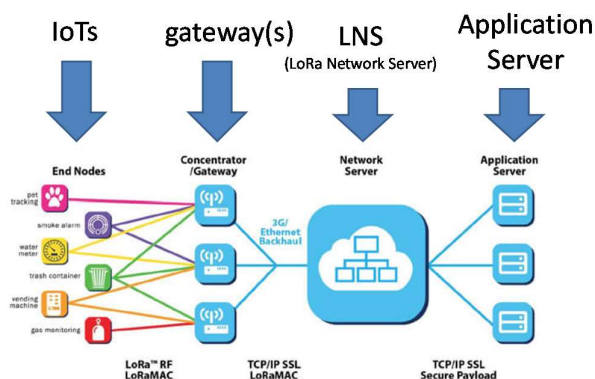 IoTs
gateway(s)
LNS
(LoRa Network Server)
Application
Server
End Nodes
Concentrator
/Gateway
Network
Server
Application
Server
pet
tracking
smoke alarm
water
meter
trash container
vending
machine
gas monitoring
3G/
Ethernet
Backhaul
LoRa™ RF
LoRaMAC
TCP/IP SSL
LoRaMAC
TCP/IP SSL
Secure Payload